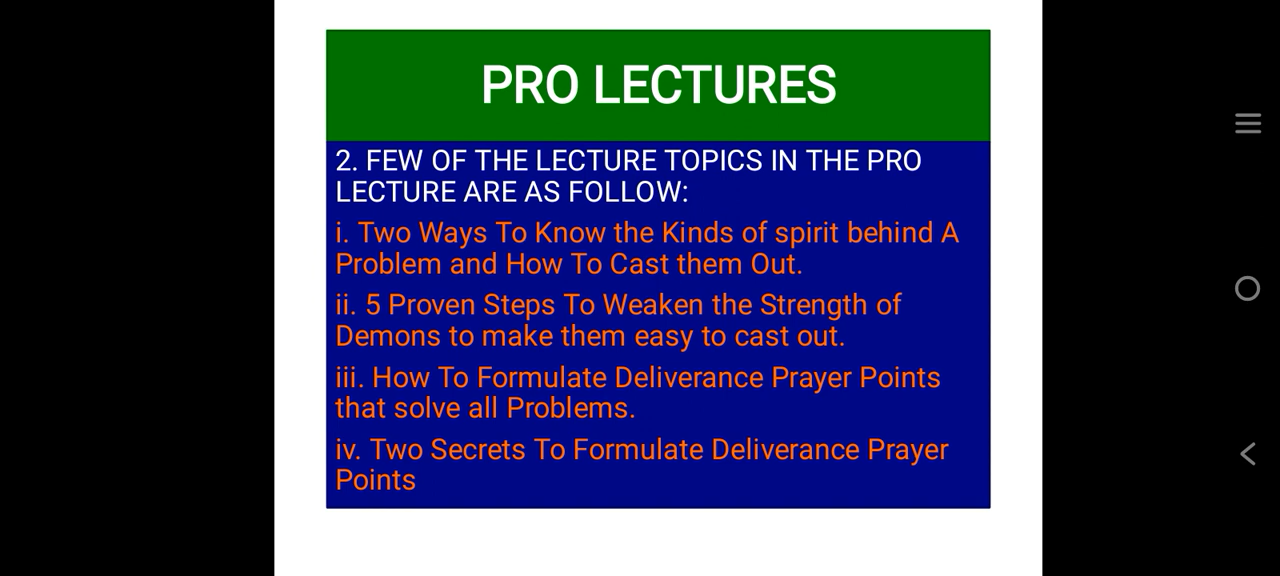 PRO LECTURES
2. FEW OF THE LECTURE TOPICS IN THE PRO
LECTURE ARE AS FOLLOW:
i. Two Ways To Know the Kinds of spirit behind A
Problem and How To Cast them Out.
ii. 5 Proven Steps To Weaken the Strength of
Demons to make them easy to cast out.
iii. How To Formulate Deliverance Prayer Points
that solve all Problems.
iv. Two Secrets To Formulate Deliverance Prayer
Points